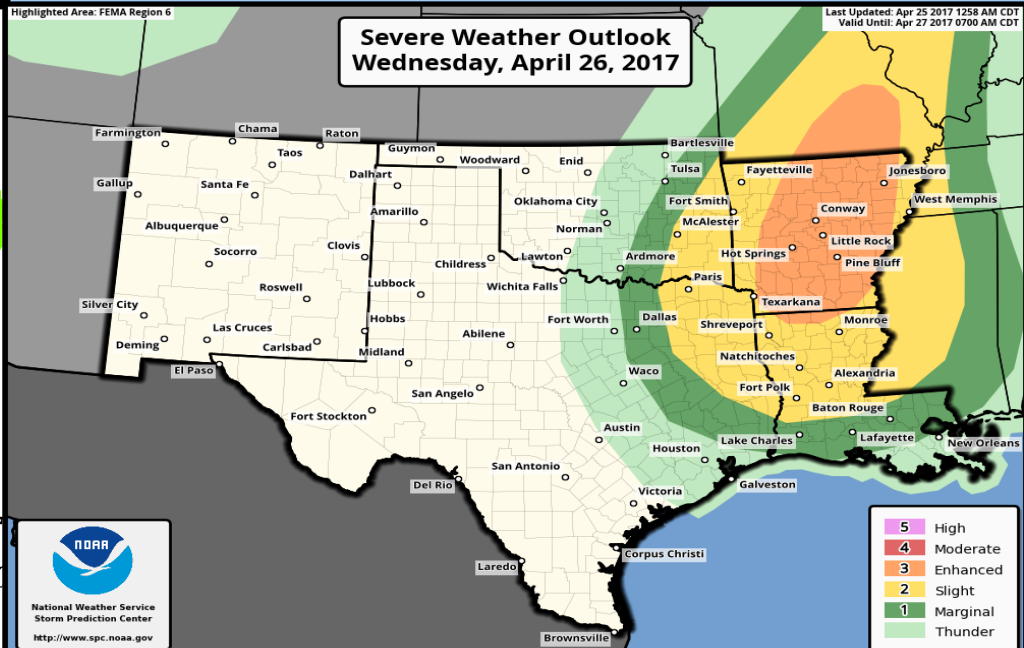 Highlighted Area: FEMA Region 6
Last Updated: Apr 25 2017 1258 AM CDT
Valid Until: Apr 27 2017 0700 AM CDT
Severe Weather Outlook
Wednesday, April 26, 2017
Farmington
Chama
Raton
Taos
Guymon
Woodward
Enid
Bartlesville
Tulsa
Fayetteville
Jonesboro
Gallup
Santa Fe
Dalhart
Oklahoma City
Fort Smith
West Memphis
Albuquerque
Amarillo
Norman
McAlester
Conway
Socorro
Clovis
Childress
Lawton
Ardmore
Hot Springs
Little Rock
Pine Bluff
Roswell
Lubbock
Wichita Falls
Paris
Texarkana
Silver City
Las Cruces
Hobbs
Fort Worth
Dallas
Shreveport
Monroe
Deming
Carlsbad
Midland
Abilene
Natchitoches
El Paso
San Angelo
Waco
Fort Polk
Alexandria
Fort Stockton
Austin
Baton Rouge
Houston
Lake Charles
Lafayette
New Orleans
Del Rio
San Antonio
Victoria
Galveston
Laredo
Corpus Christi
Brownsville
NOAA
National Weather Service
Storm Prediction Center
http://www.spc.noaa.gov
5 High
4 Moderate
3 Enhanced
2 Slight
1 Marginal
Thunder